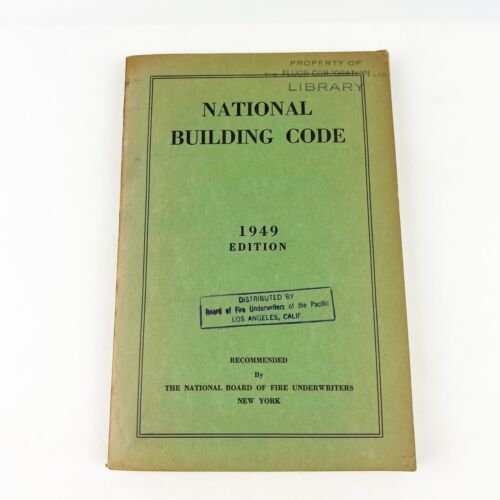 PROPERTY OF
THE FLUOR CORPORATION LTD
LIBRARY
NATIONAL
BUILDING CODE
1949
EDITION
DISTRIBUTED BY
Board of Fire Underwriters of the Pacific
LOS ANGELES, CALIF.
RECOMMENDED
By
THE NATIONAL BOARD OF FIRE UNDERWRITERS
NEW YORK